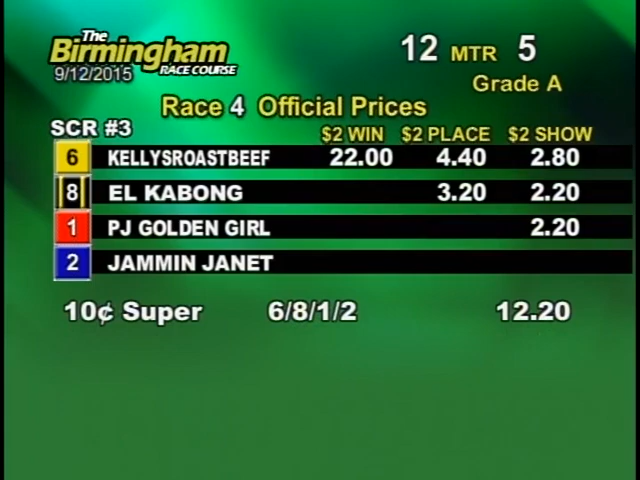 The
Birmingham
RACE COURSE
9/12/2015
12 MTR 5
Grade A
Race 4 Official Prices
SCR #3
$2 WIN $2 PLACE $2 SHOW
6 KELLYSROASTBEEF 22.00 4.40 2.80
8 EL KABONG 3.20 2.20
1 PJ GOLDEN GIRL 2.20
2 JAMMIN JANET
10¢ Super 6/8/1/2 12.20